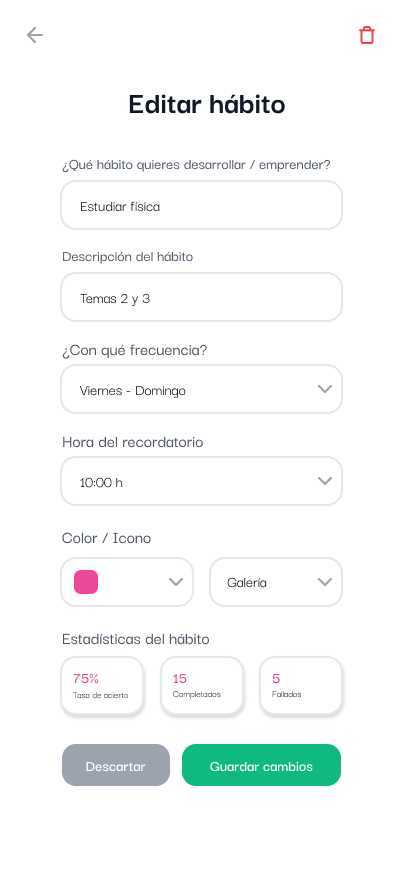 Editar hábito
¿Qué hábito quieres desarrollar / emprender?
Estudiar física
Descripción del hábito
Temas 2 y 3
¿Con qué frecuencia?
Viernes - Domingo
Hora del recordatorio
10:00 h
Color / Icono
Galería
Estadísticas del hábito
75% 15 5
Tasa de acierto Completados Fallados
Descartar Guardar cambios